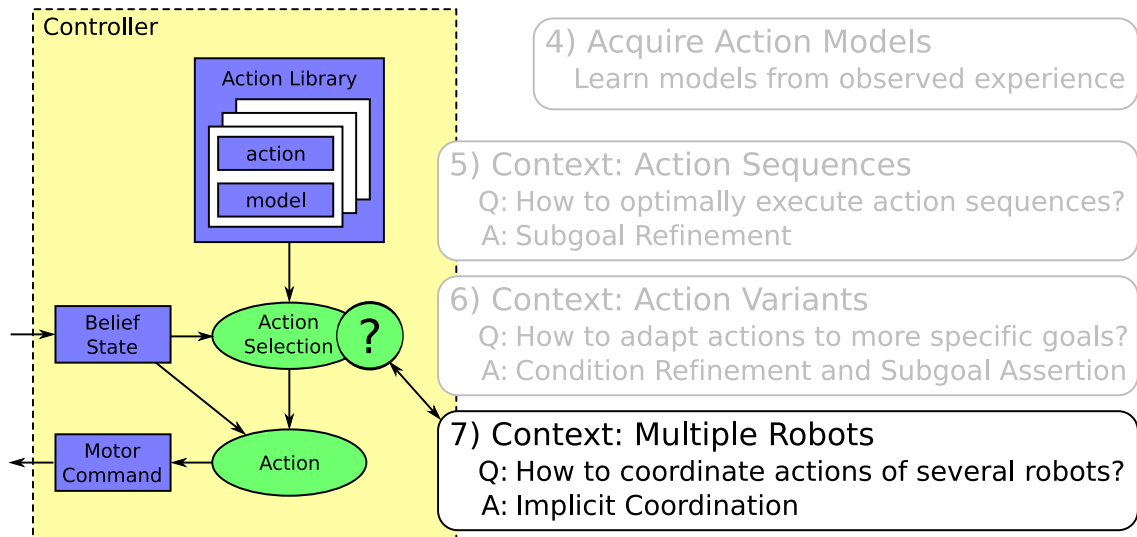 Controller
Action Library
action
model
Belief
State
Action
Selection
?
Motor
Command
Action
4) Acquire Action Models
Learn models from observed experience
5) Context: Action Sequences
Q: How to optimally execute action sequences?
A: Subgoal Refinement
6) Context: Action Variants
Q: How to adapt actions to more specific goals?
A: Condition Refinement and Subgoal Assertion
7) Context: Multiple Robots
Q: How to coordinate actions of several robots?
A: Implicit Coordination